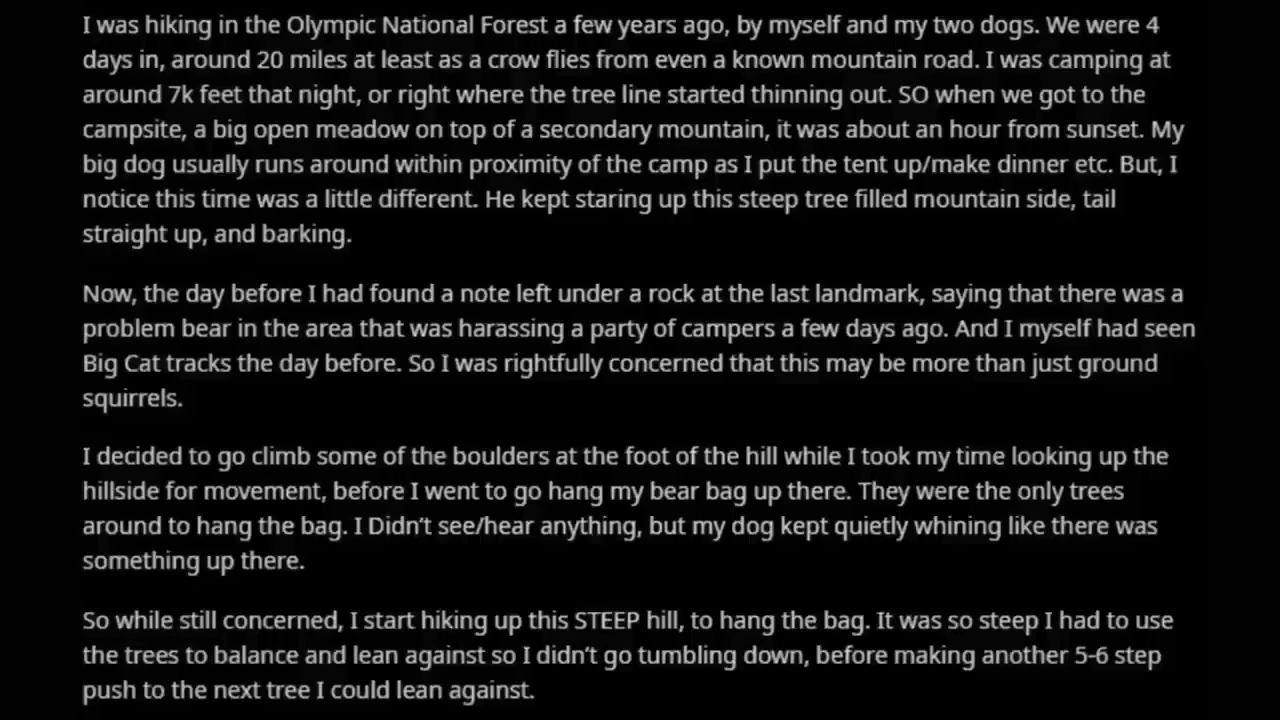 I was hiking in the Olympic National Forest a few years ago, by myself and my two dogs. We were 4
days in, around 20 miles at least as a crow flies from even a known mountain road. I was camping at
around 7k feet that night, or right where the tree line started thinning out. SO when we got to the
campsite, a big open meadow on top of a secondary mountain, it was about an hour from sunset. My
big dog usually runs around within proximity of the camp as I put the tent up/make dinner etc. But, I
notice this time was a little different. He kept staring up this steep tree filled mountain side, tail
straight up, and barking.
Now, the day before I had found a note left under a rock at the last landmark, saying that there was a
problem bear in the area that was harassing a party of campers a few days ago. And I myself had seen
Big Cat tracks the day before. So I was rightfully concerned that this may be more than just ground
squirrels.
I decided to go climb some of the boulders at the foot of the hill while I took my time looking up the
hillside for movement, before I went to go hang my bear bag up there. They were the only trees
around to hang the bag. I Didn't see/hear anything, but my dog kept quietly whining like there was
something up there.
So while still concerned, I start hiking up this STEEP hill, to hang the bag. It was so steep I had to use
the trees to balance and lean against so I didn't go tumbling down, before making another 5-6 step
push to the next tree I could lean against.